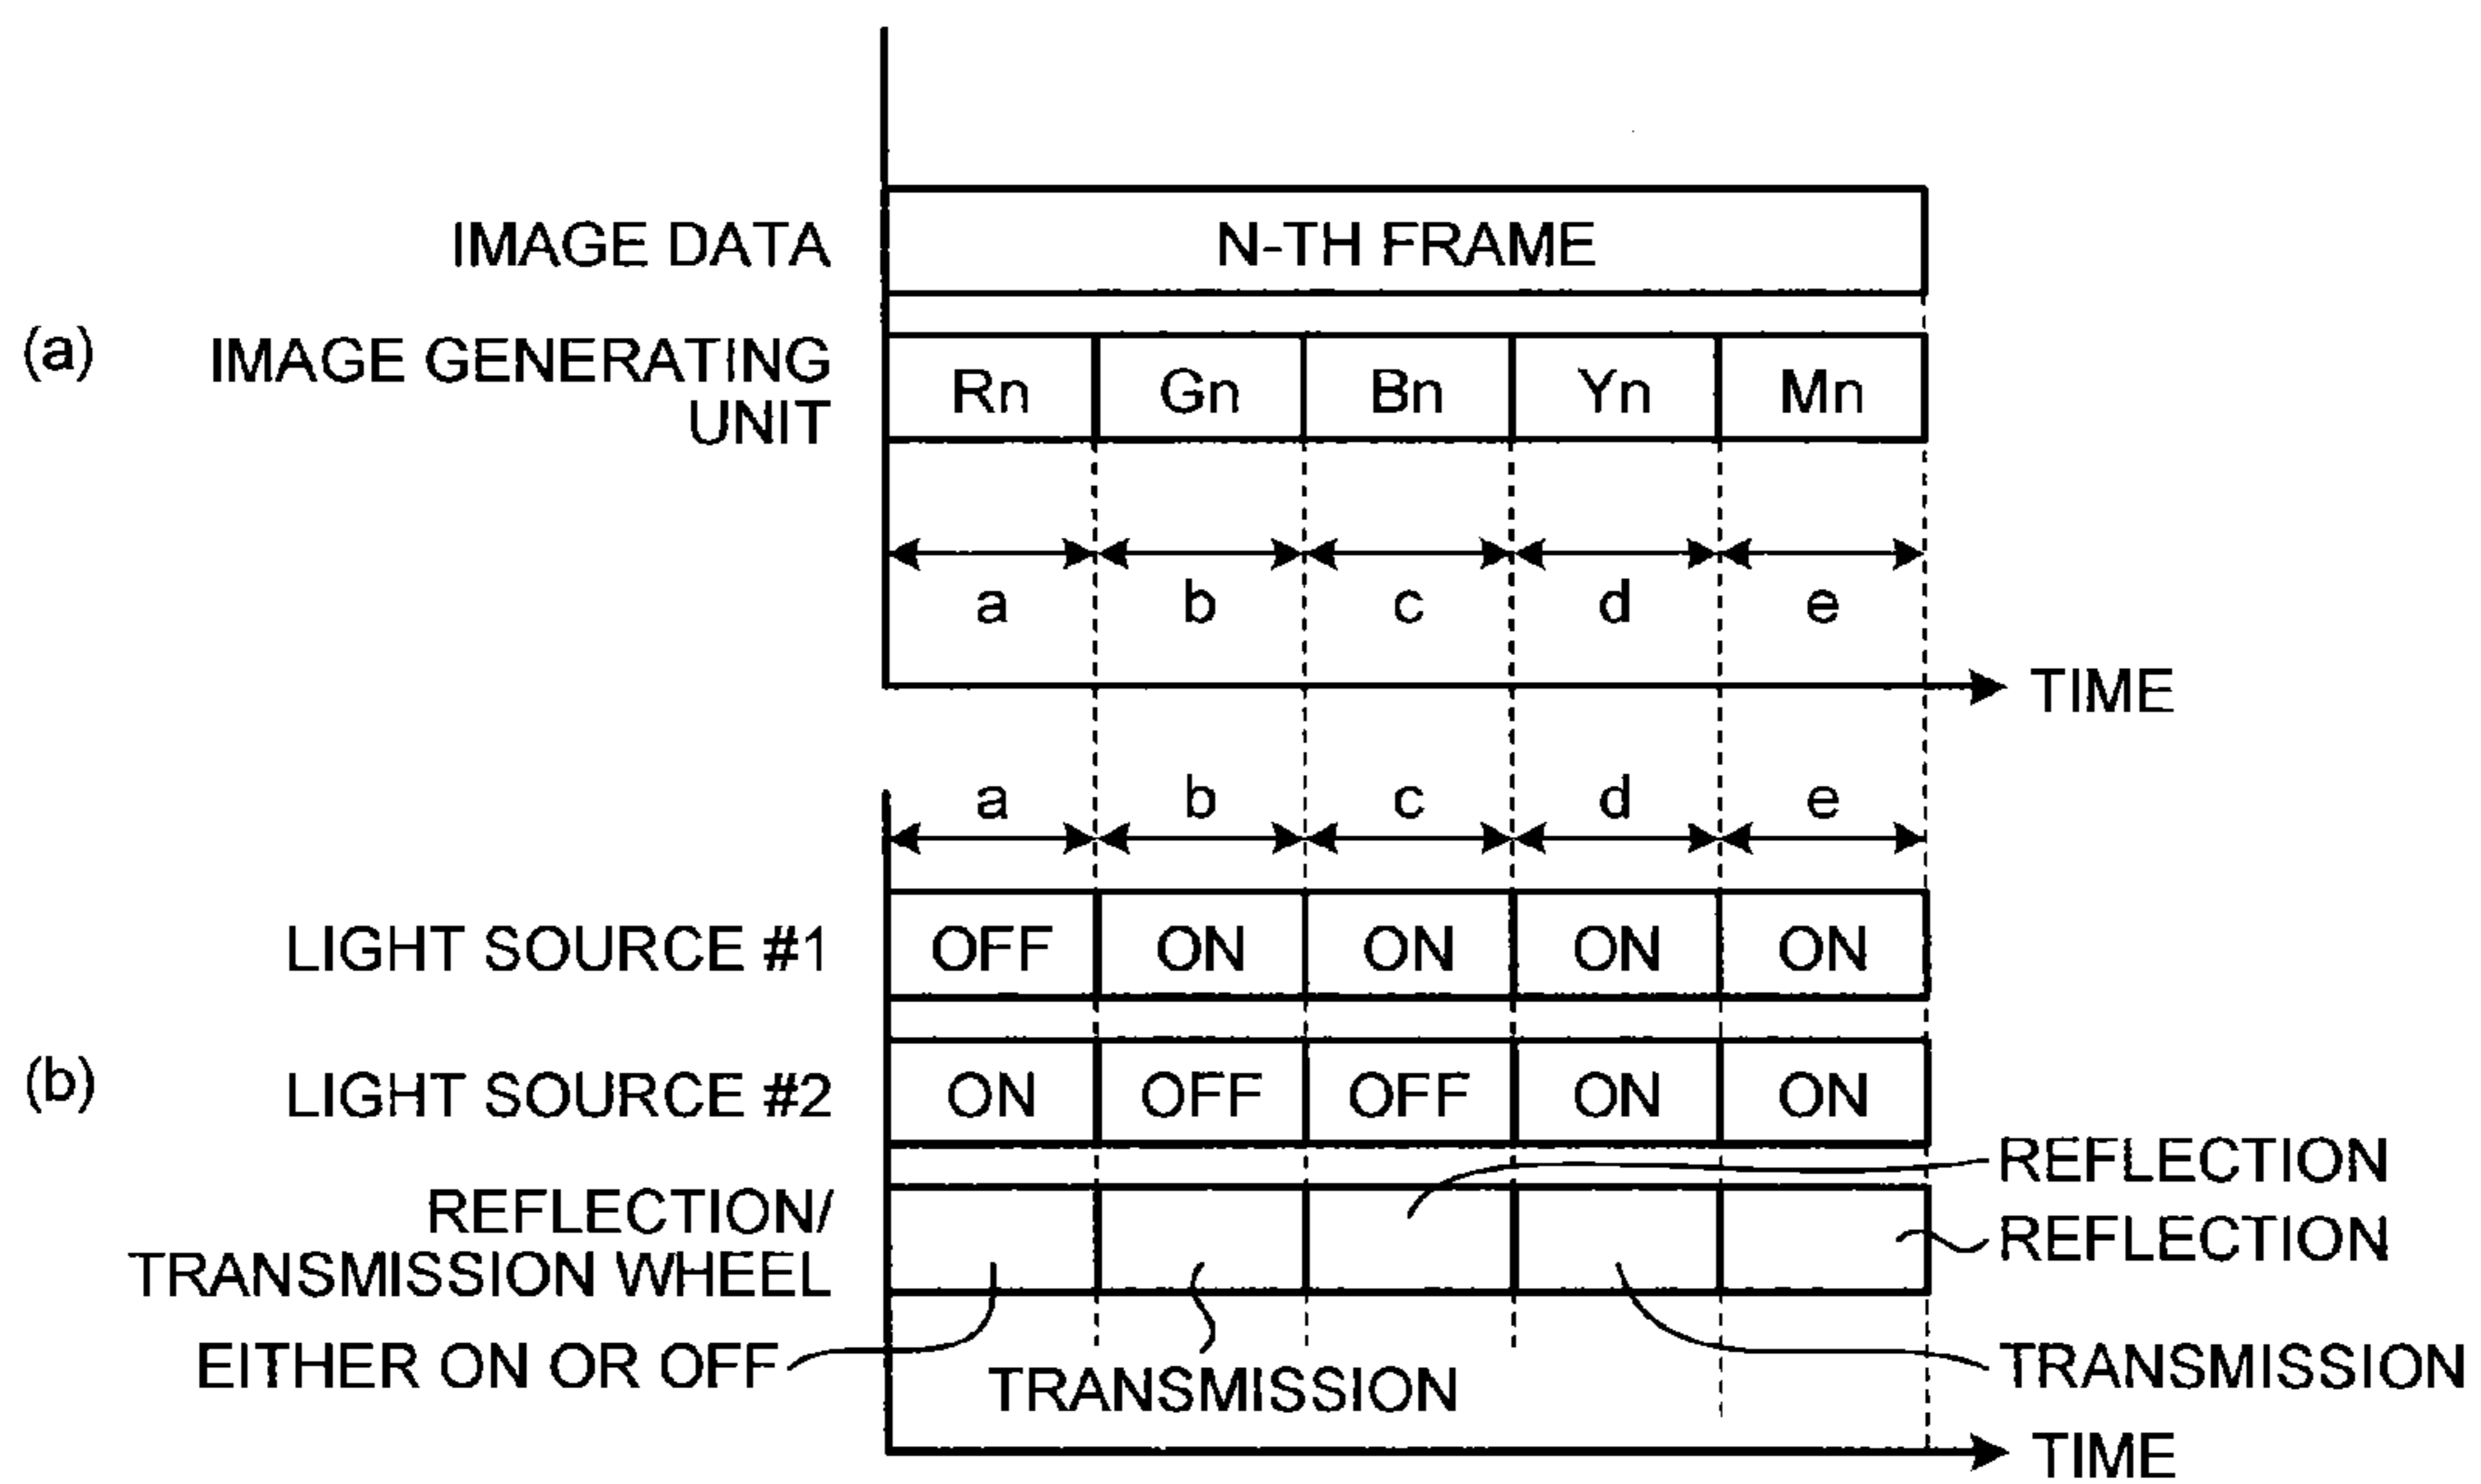 IMAGE DATA N-TH FRAME
(a) IMAGE GENERATING
UNIT
Rn Gn Bn Yn Mn
a b c d e
TIME
a b c d e
LIGHT SOURCE #1 OFF ON ON ON ON
(b) LIGHT SOURCE #2 ON OFF OFF ON ON
REFLECTION
REFLECTION/
TRANSMISSION WHEEL
REFLECTION
EITHER ON OR OFF
TRANSMISSION
TRANSMISSION
TIME